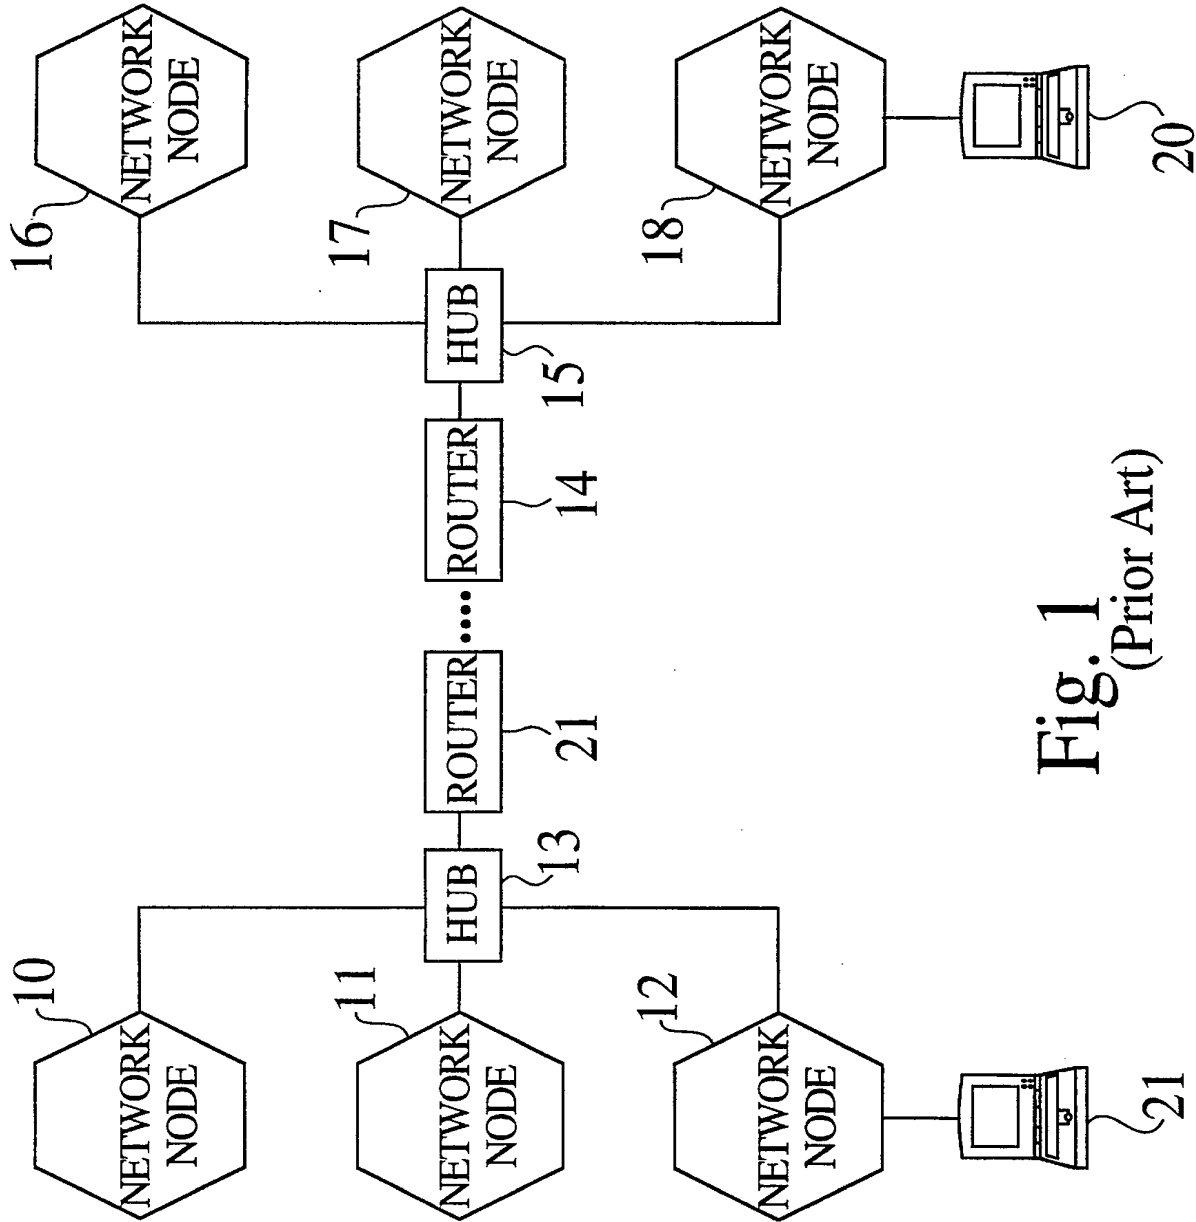 10
NETWORK
NODE
11
NETWORK
NODE
12
NETWORK
NODE
21
HUB
13
ROUTER
21
ROUTER
14
HUB
15
16
NETWORK
NODE
17
NETWORK
NODE
18
NETWORK
NODE
20
Fig. 1
(Prior Art)